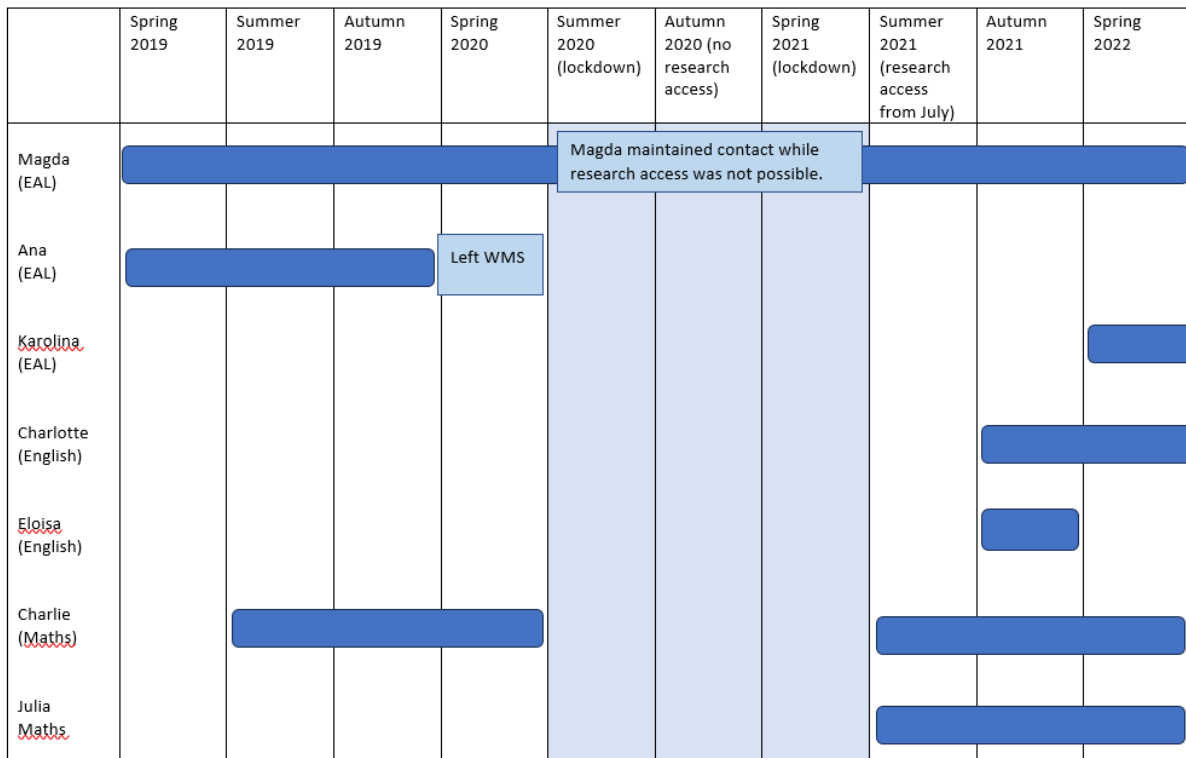 Spring
2019
Summer
2019
Autumn
2019
Spring
2020
Summer
2020
(lockdown)
Autumn
2020 (no
research
access)
Spring
2021
(lockdown)
Summer
2021
(research
access
from July)
Autumn
2021
Spring
2022
Magda
(EAL)
Magda maintained contact while
research access was not possible.
Ana
(EAL)
Left WMS
Karolina
(EAL)
Charlotte
(English)
Eloisa
(English)
Charlie
(Maths)
Julia
Maths